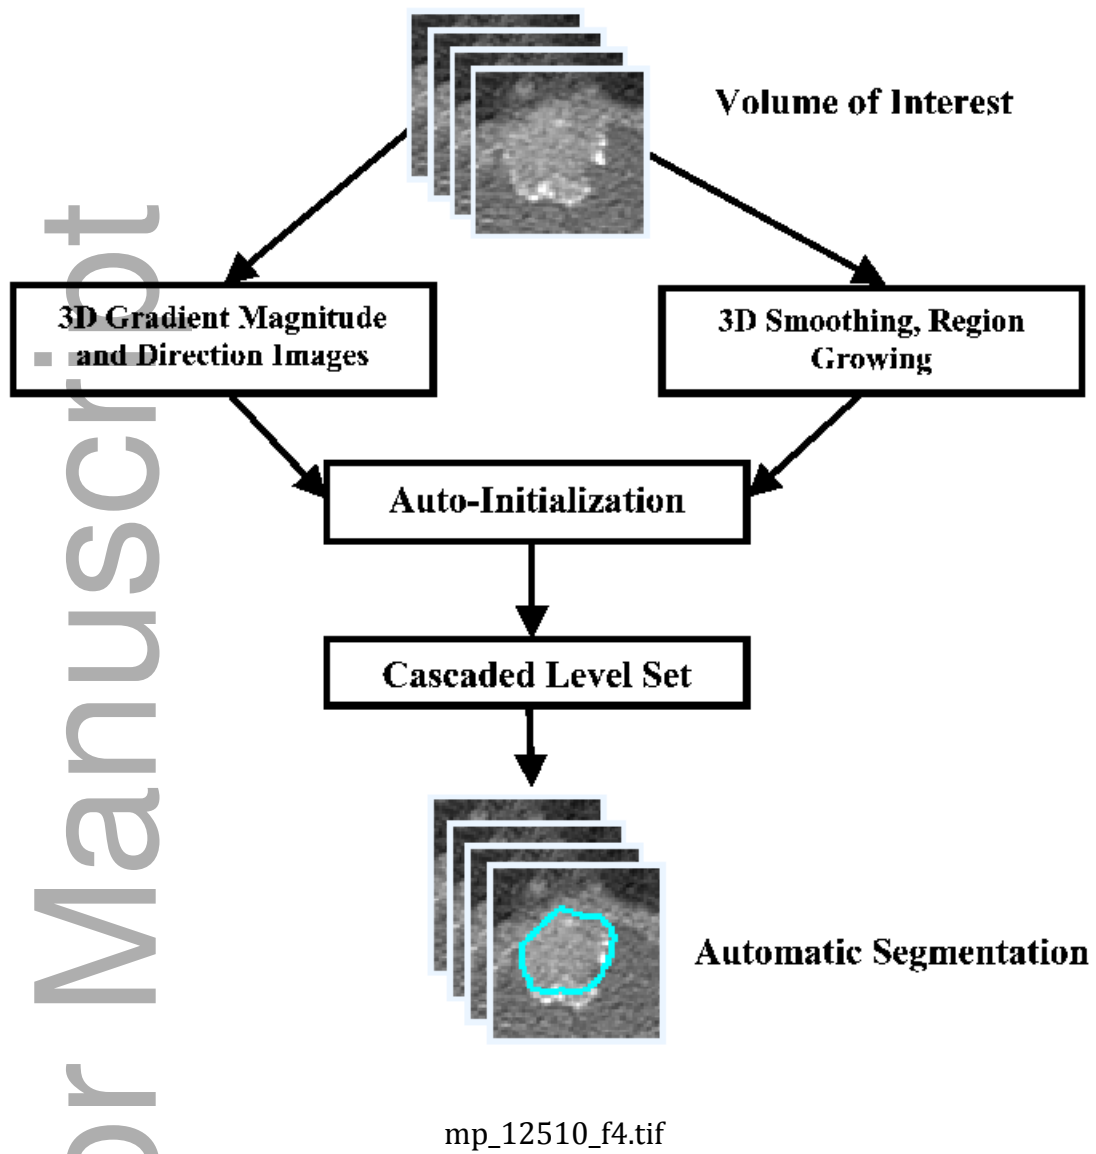 Volume of Interest
3D Gradient Magnitude
and Direction Images
3D Smoothing, Region
Growing
Auto-Initialization
Cascaded Level Set
Automatic Segmentation
mp_12510_f4.tif
or Manuscript